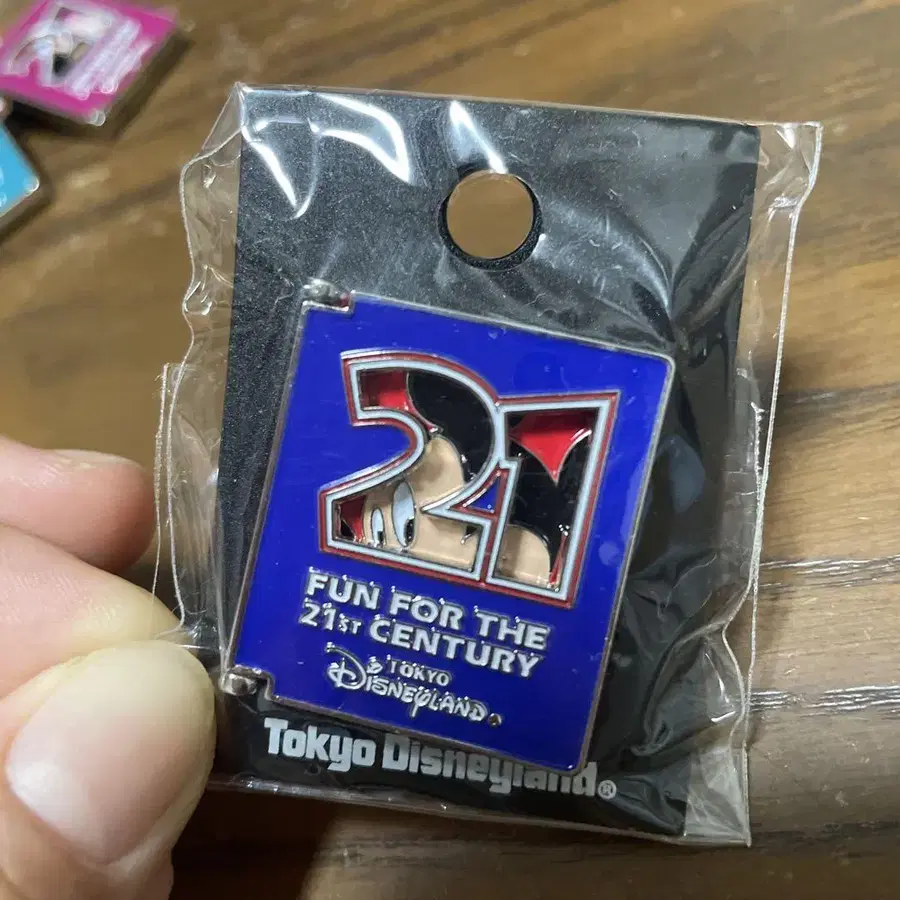 21
FUN FOR THE
21ST CENTURY
TOKYO
DISNEYLAND®
TOKYO DISNEYLAND®